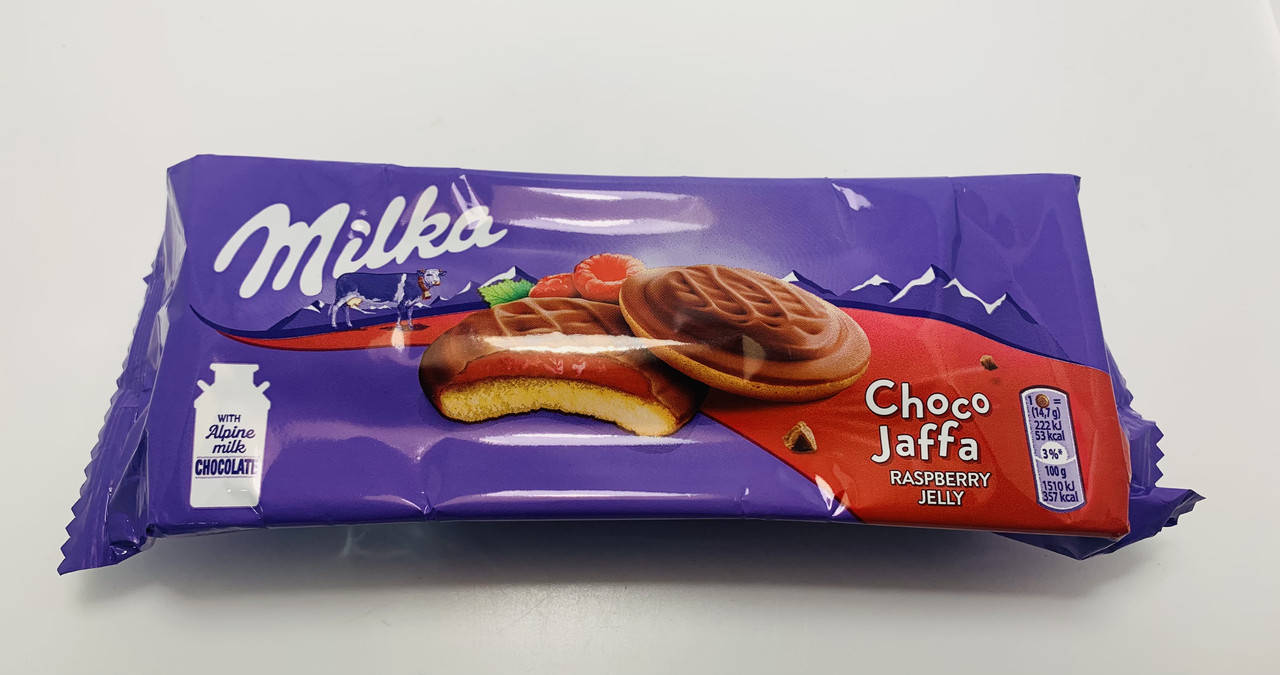 Milka
WITH
Alpine
milk
CHOCOLATE
Choco
Jaffa
RASPBERRY
JELLY
1 =
(14,7 g)
222 kJ
53 kcal
3%*
100 g
1510 kJ
357 kcal